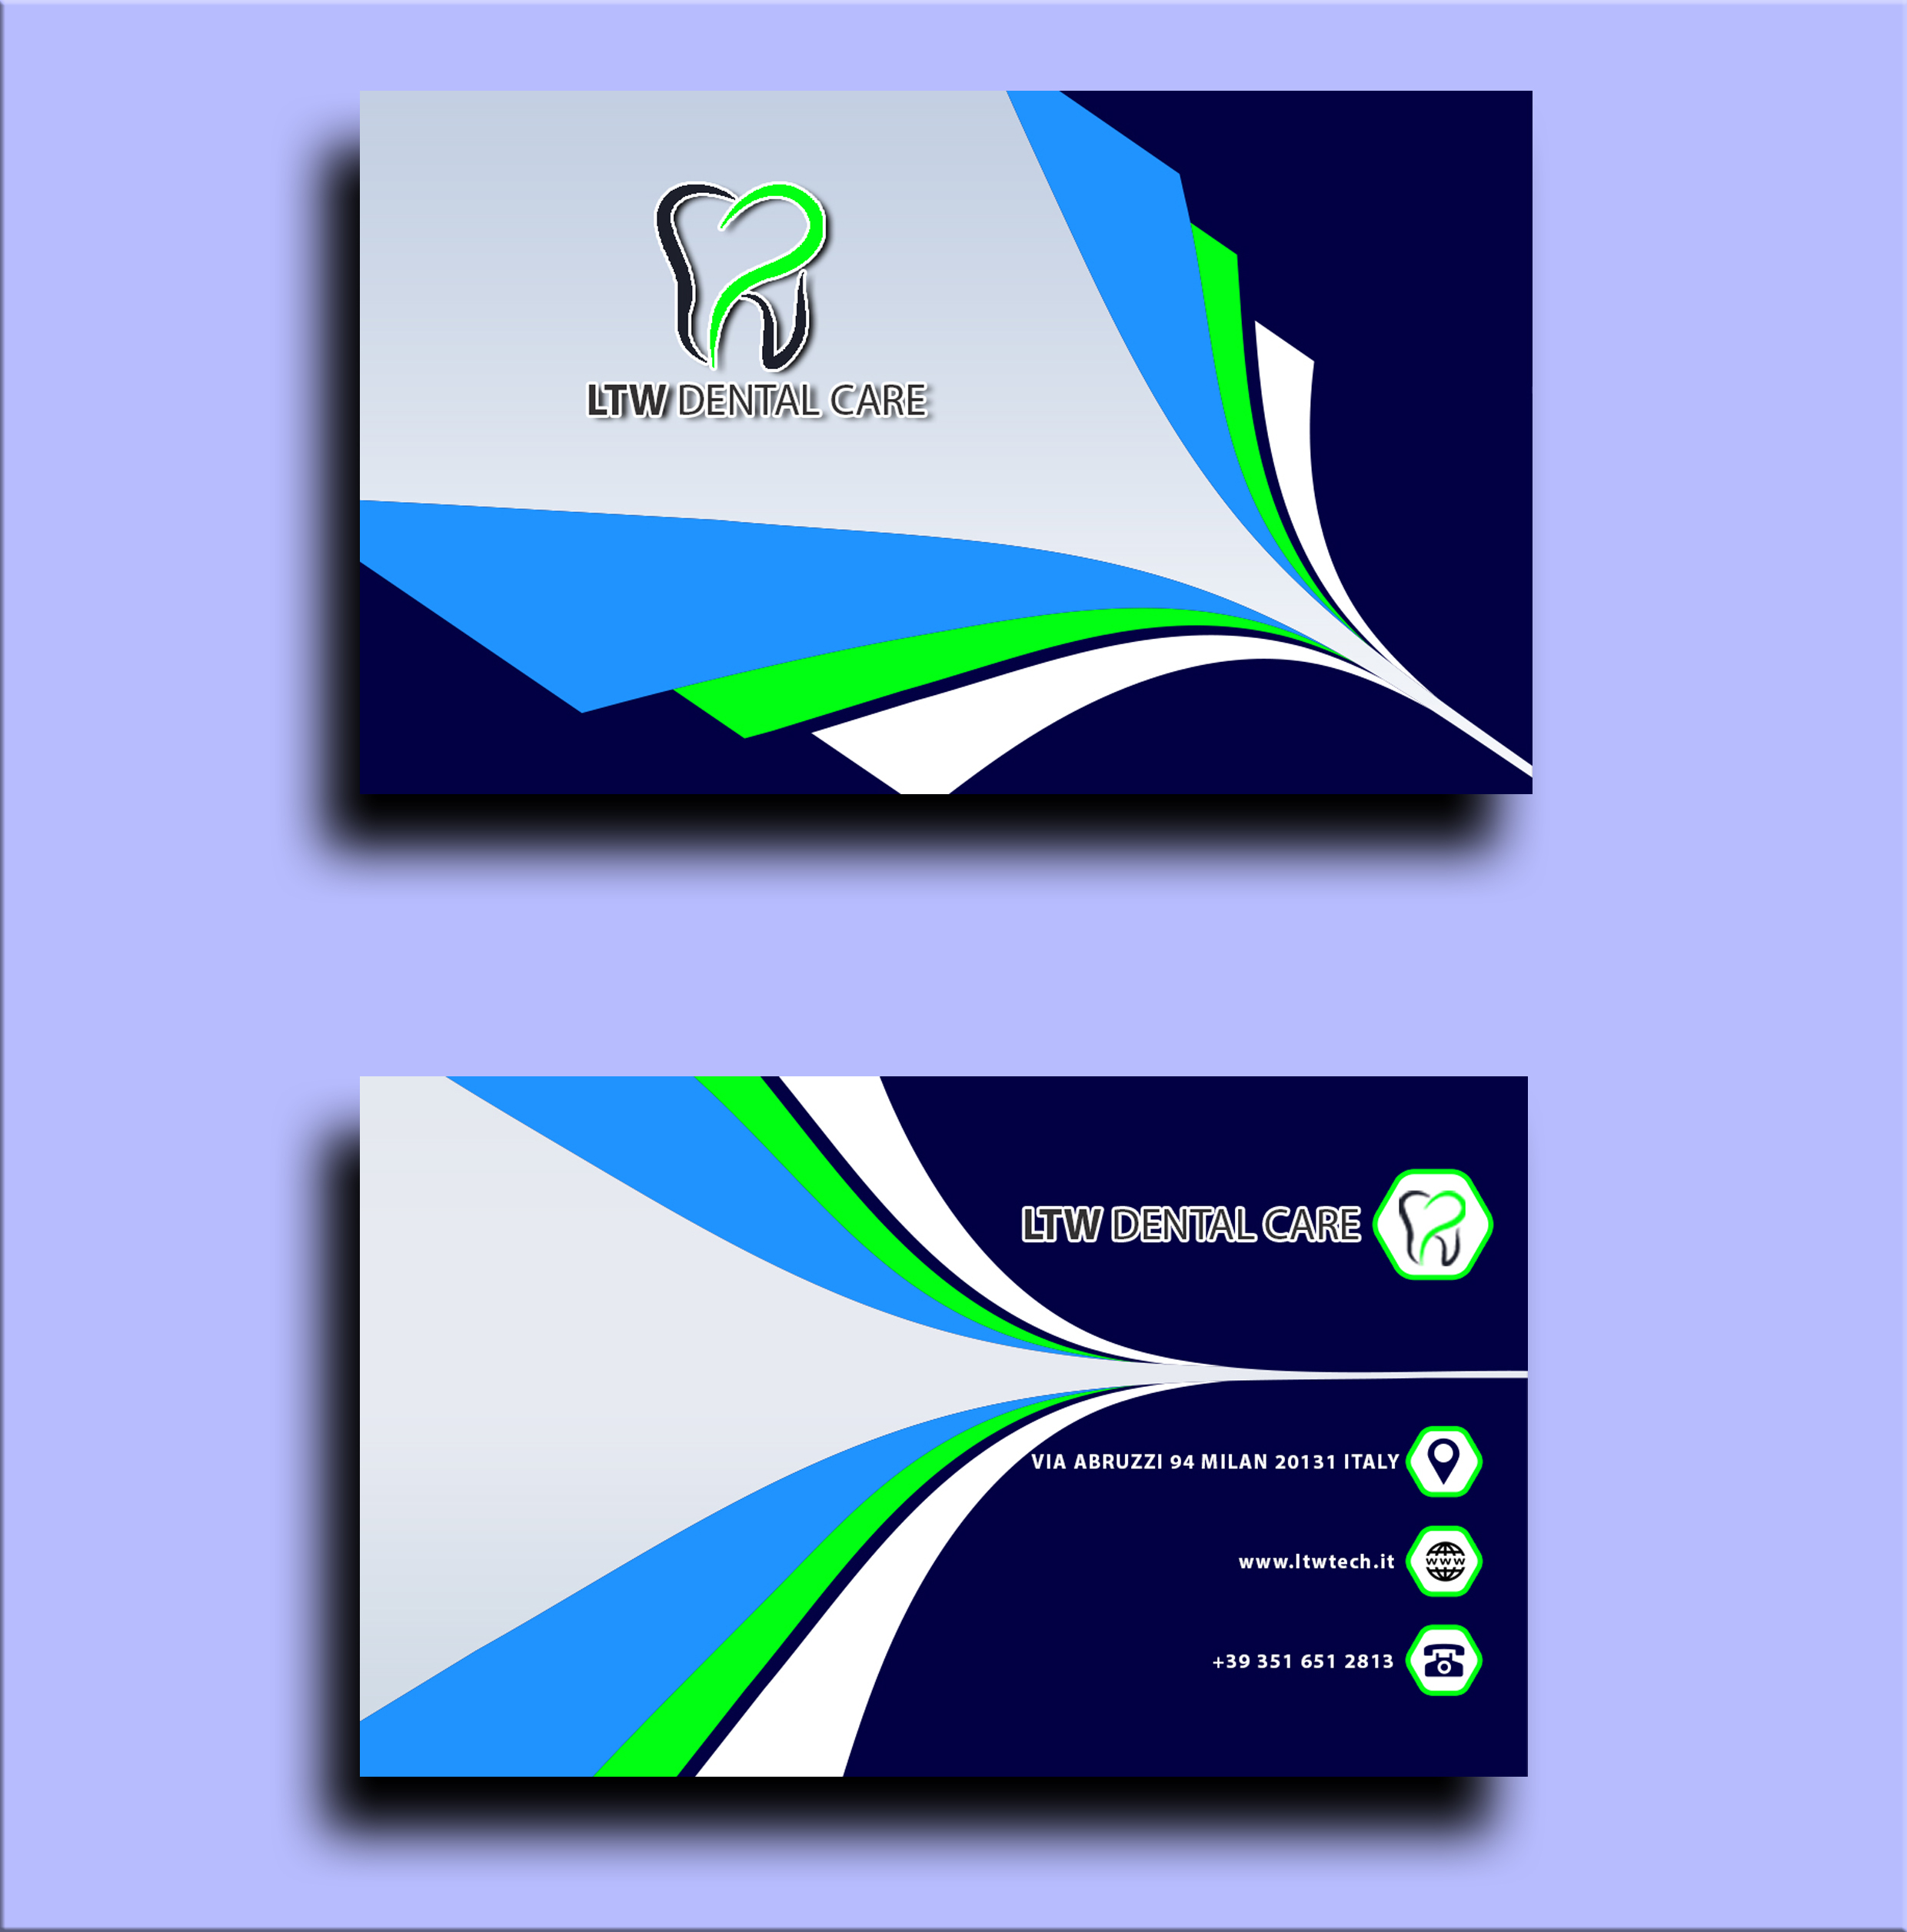 LTW DENTAL CARE
LTW DENTAL CARE
VIA ABRUZZI 94 MILAN 20131 ITALY
www.ltwtech.it
WWW
+39 351 651 2813